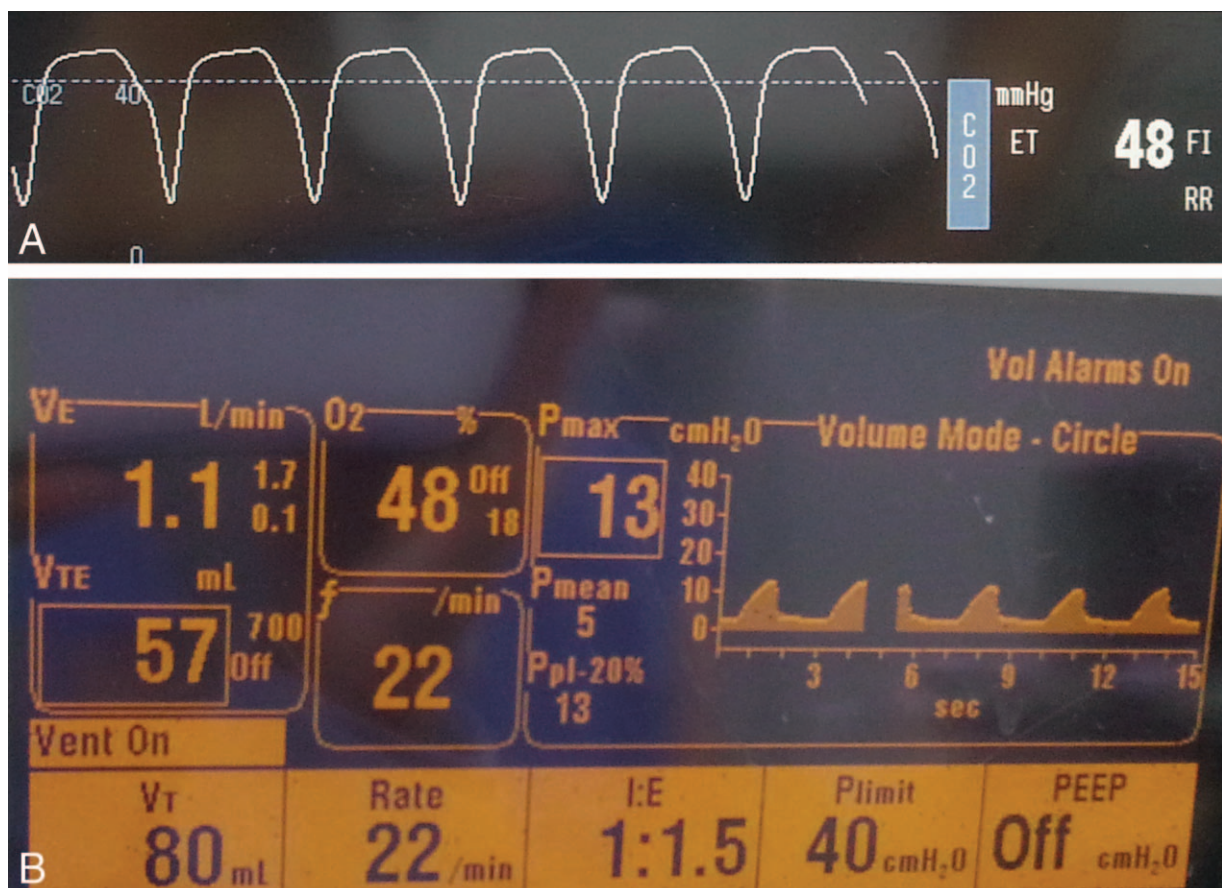 CO2 40
mmHg
ET 48 FI
CO2
RR
A
0
Vol Alarms On
V̇E L/min
1.1 1.7
0.1
O2 %
48 Off
18
Pmax cmH2O
13
Volume Mode - Circle
40
30
20
10
0
VTE mL
57 700
Off
f /min
22
Pmean
5
Ppl-20%
13
3 6 9 12 15
sec
Vent On
VT Rate I:E Plimit PEEP
80 mL 22 /min 1:1.5 40 cmH2O Off cmH2O
B